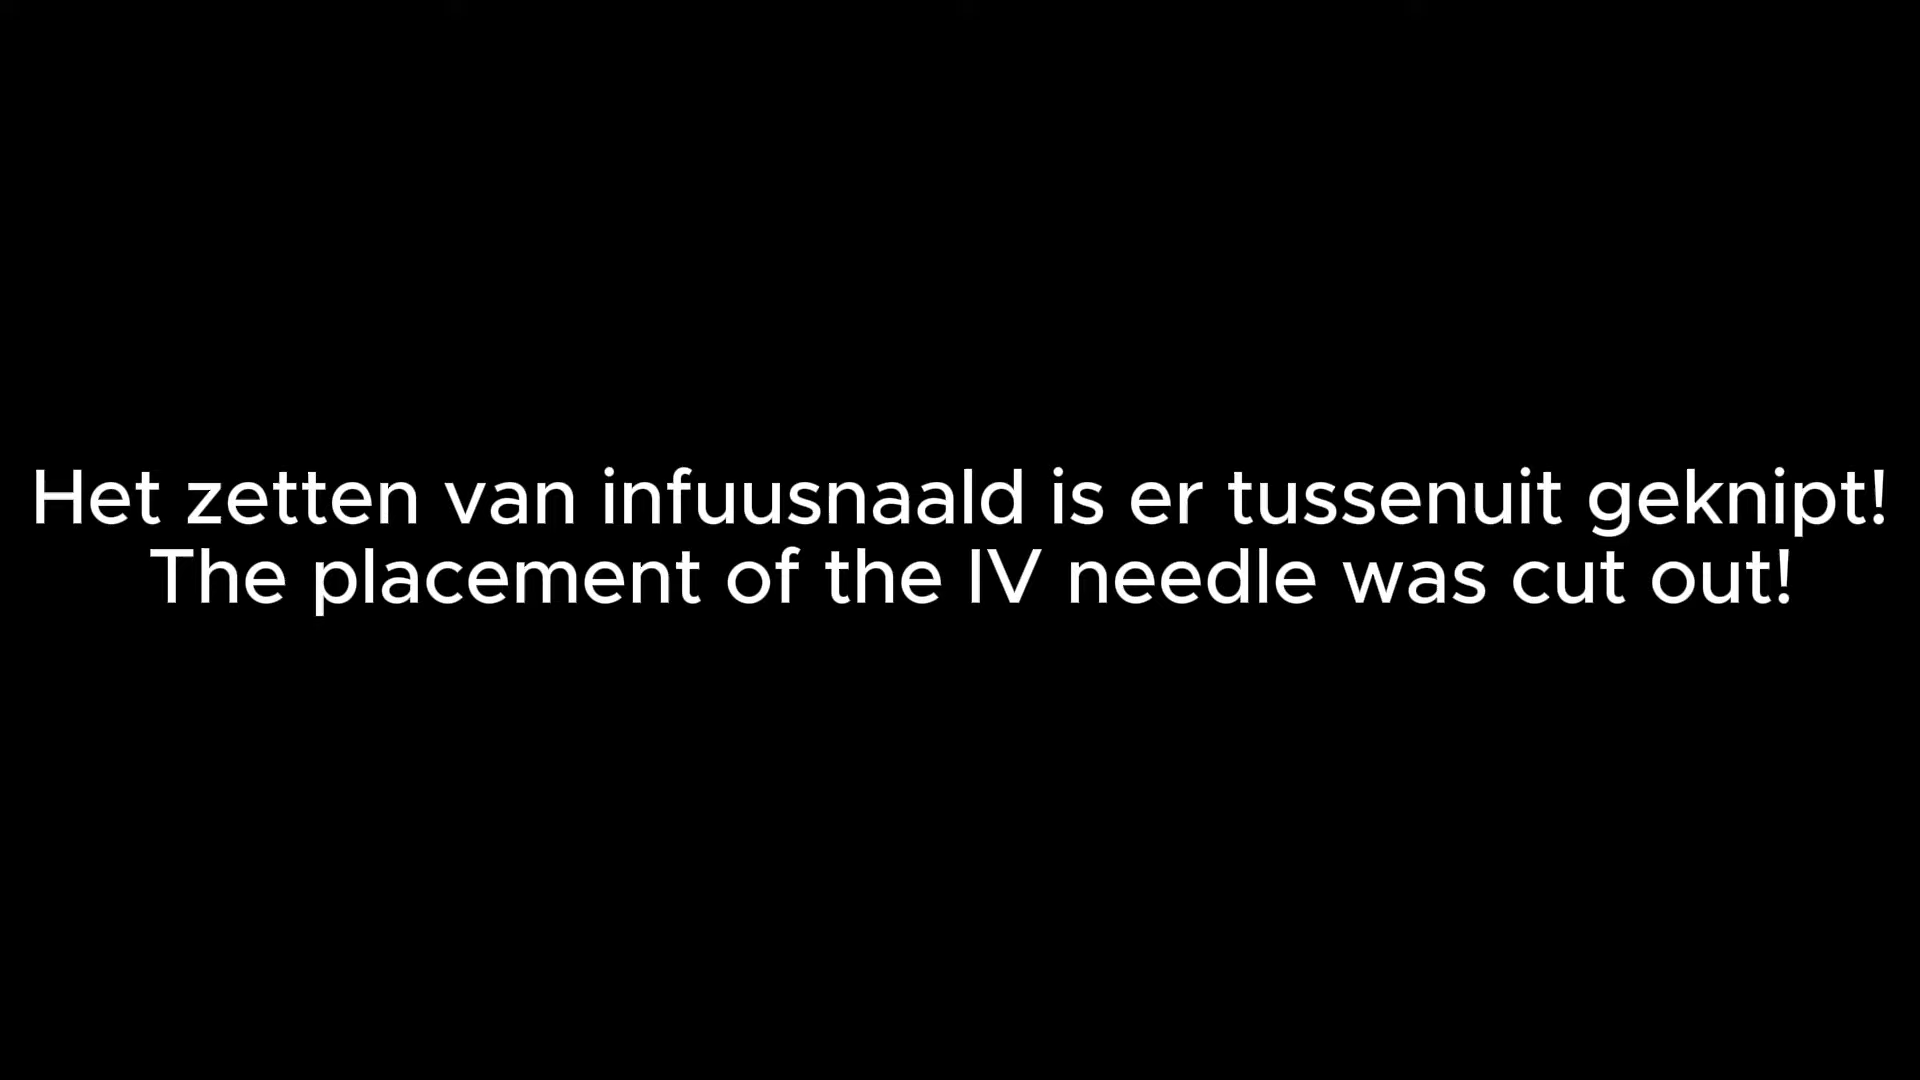 Het zetten van infuusnaald is er tussenuit geknipt!
The placement of the IV needle was cut out!